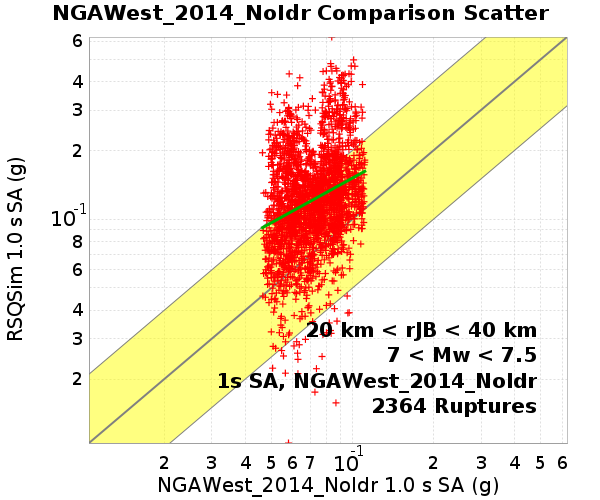 NGAWest_2014_NoIdr Comparison Scatter
RSQSim 1.0 s SA (g)
6
4
3
2
10-1
8
6
4
3
2
20 km < rJB < 40 km
7 < Mw < 7.5
1s SA, NGAWest_2014_NoIdr
2364 Ruptures
2 3 4 5 6 7 10-1 2 3 4 5 6
NGAWest_2014_NoIdr 1.0 s SA (g)